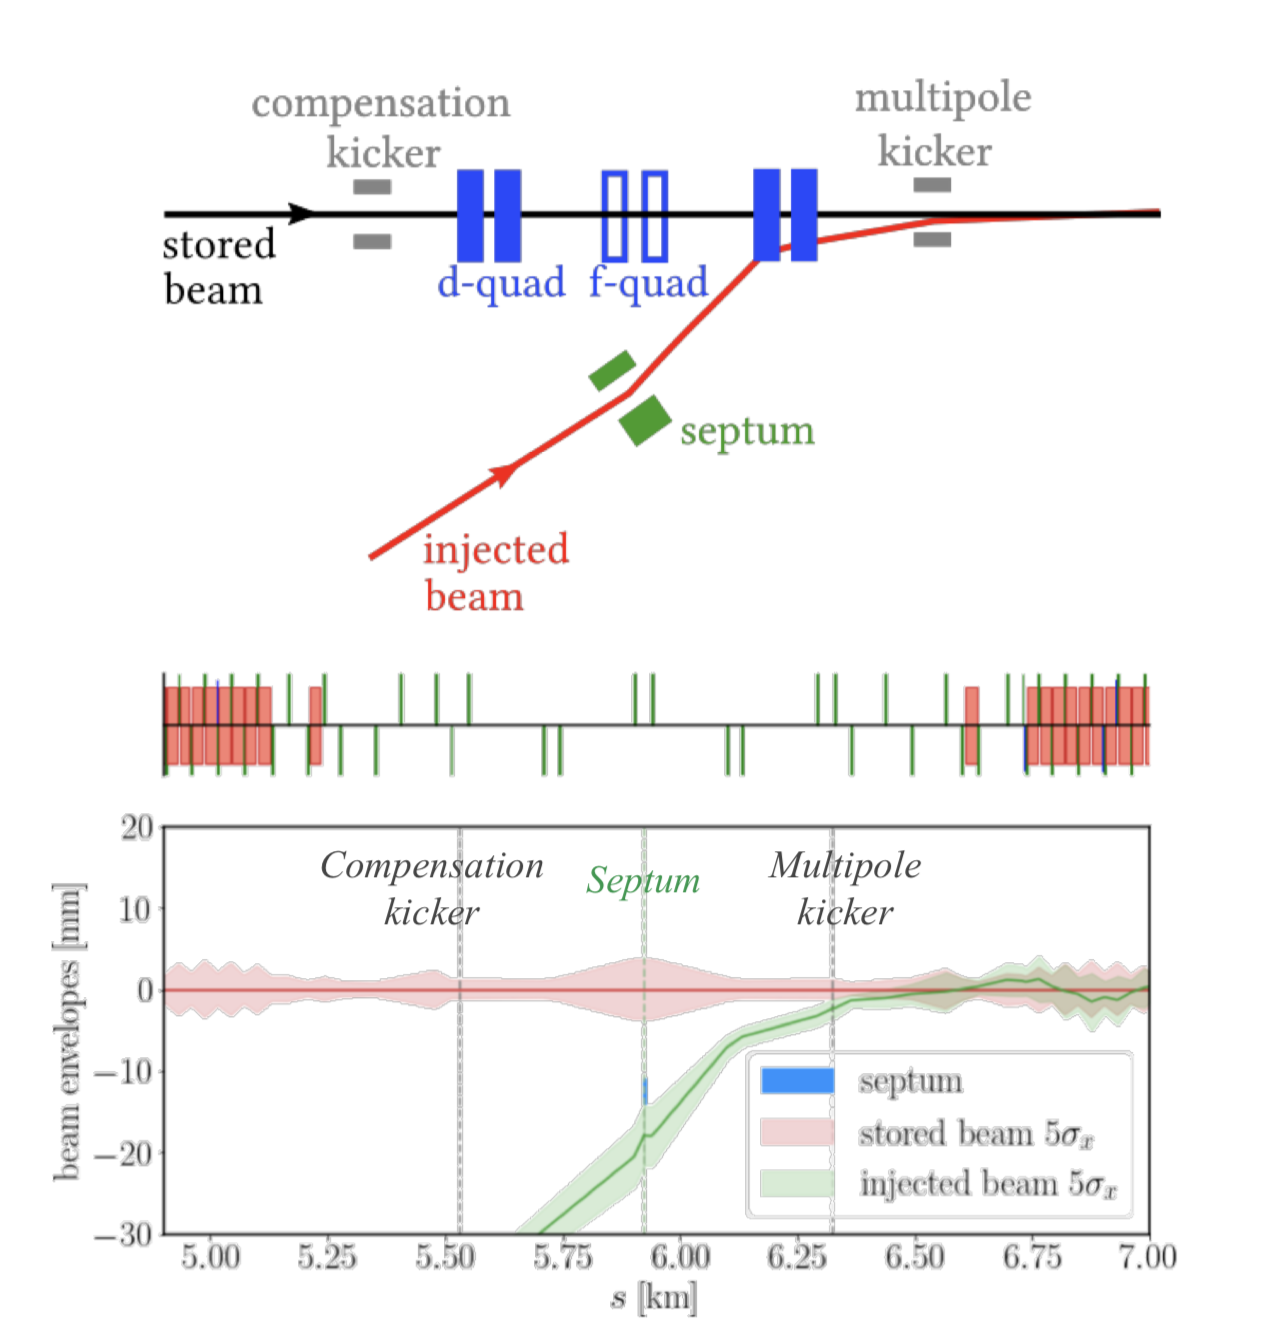 compensation
kicker
multipole
kicker
stored
beam
d-quad
f-quad
septum
injected
beam
20
10
0
−10
−20
−30
beam envelopes [mm]
Compensation
kicker
Septum
Multipole
kicker
septum
stored beam 5σx
injected beam 5σx
5.00 5.25 5.50 5.75 6.00 6.25 6.50 6.75 7.00
s [km]